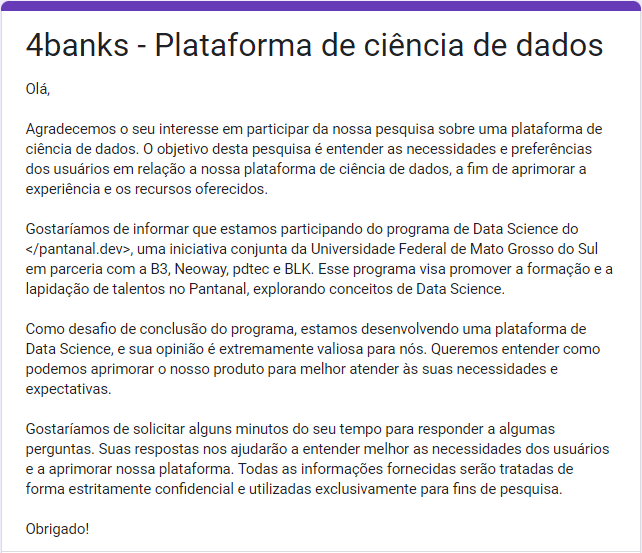 4banks - Plataforma de ciência de dados
Olá,
Agradecemos o seu interesse em participar da nossa pesquisa sobre uma plataforma de
ciência de dados. O objetivo desta pesquisa é entender as necessidades e preferências
dos usuários em relação a nossa plataforma de ciência de dados, a fim de aprimorar a
experiência e os recursos oferecidos.
Gostaríamos de informar que estamos participando do programa de Data Science do
</pantanal.dev>, uma iniciativa conjunta da Universidade Federal de Mato Grosso do Sul
em parceria com a B3, Neoway, pdtec e BLK. Esse programa visa promover a formação e a
lapidação de talentos no Pantanal, explorando conceitos de Data Science.
Como desafio de conclusão do programa, estamos desenvolvendo uma plataforma de
Data Science, e sua opinião é extremamente valiosa para nós. Queremos entender como
podemos aprimorar o nosso produto para melhor atender às suas necessidades e
expectativas.
Gostaríamos de solicitar alguns minutos do seu tempo para responder a algumas
perguntas. Suas respostas nos ajudarão a entender melhor as necessidades dos usuários
e a aprimorar nossa plataforma. Todas as informações fornecidas serão tratadas de
forma estritamente confidencial e utilizadas exclusivamente para fins de pesquisa.
Obrigado!